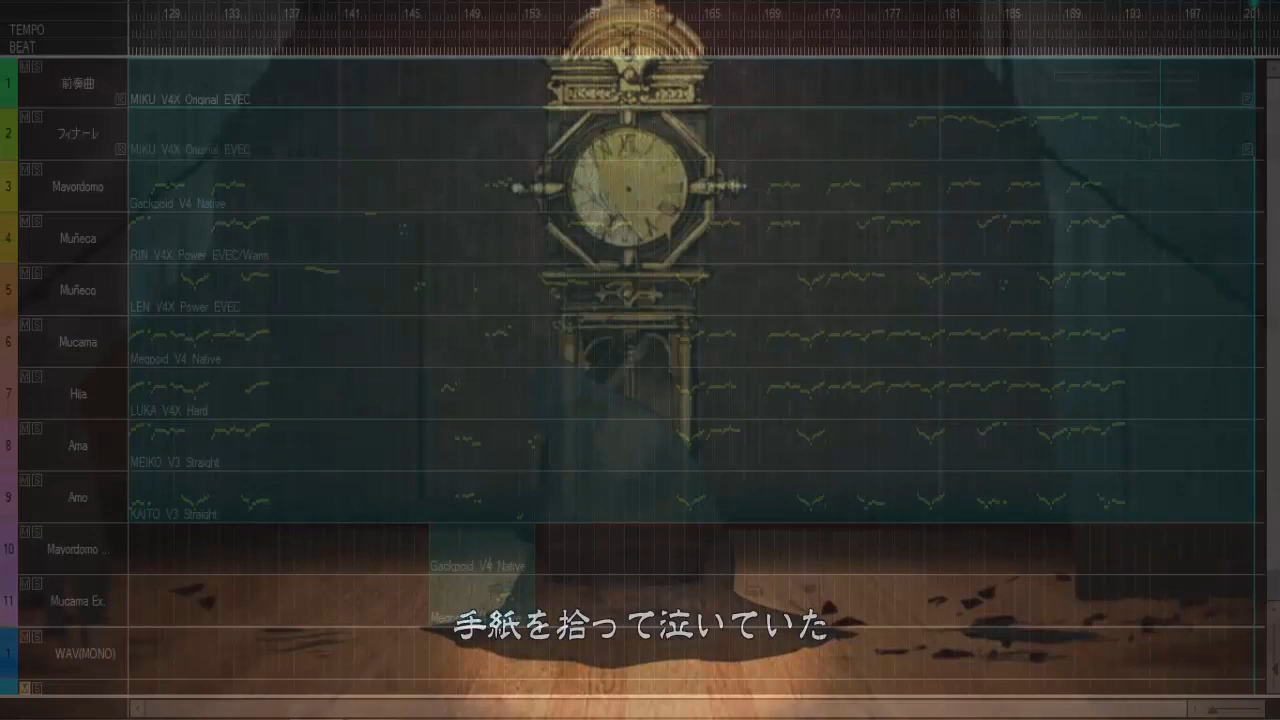 129 133 137 141 145 149 153 157 161 165 169 173 177 181 185 189 193 197 201
TEMPO
BEAT
M S
1 前奏曲 R MIKU V4X Original EVEC
M S
2 フィナーレ R MIKU V4X Original EVEC
M S
3 Mayordomo Gackpoid V4 Native
M S
4 Muñeca RIN V4X Power EVEC/Warm
M S
5 Muñeco LEN V4X Power EVEC
M S
6 Mucama Megpoid V4 Native
M S
7 Hija LUKA V4X Hard
M S
8 Ama MEIKO V3 Straight
M S
9 Amo KAITO V3 Straight
M S
10 Mayordomo ... Gackpoid V4 Native
M S
11 Mucama Ex.
手紙を拾って泣いていた
M S
1 WAV(MONO)
M S